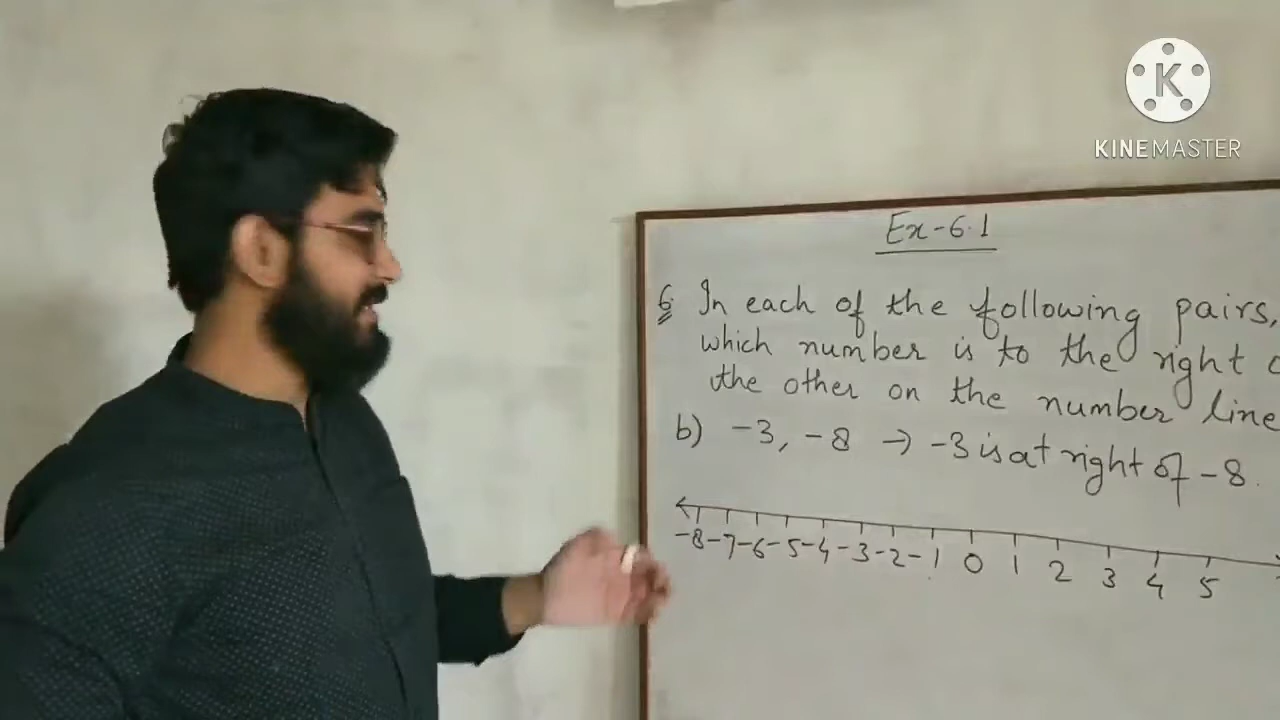 K
KINEMASTER
Ex-6.1
6. In each of the following pairs,
which number is to the right
the other on the number line
b) -3, -8 → -3 is at right of -8.
-8 -7 -6 -5 -4 -3 -2 -1 0 1 2 3 4 5